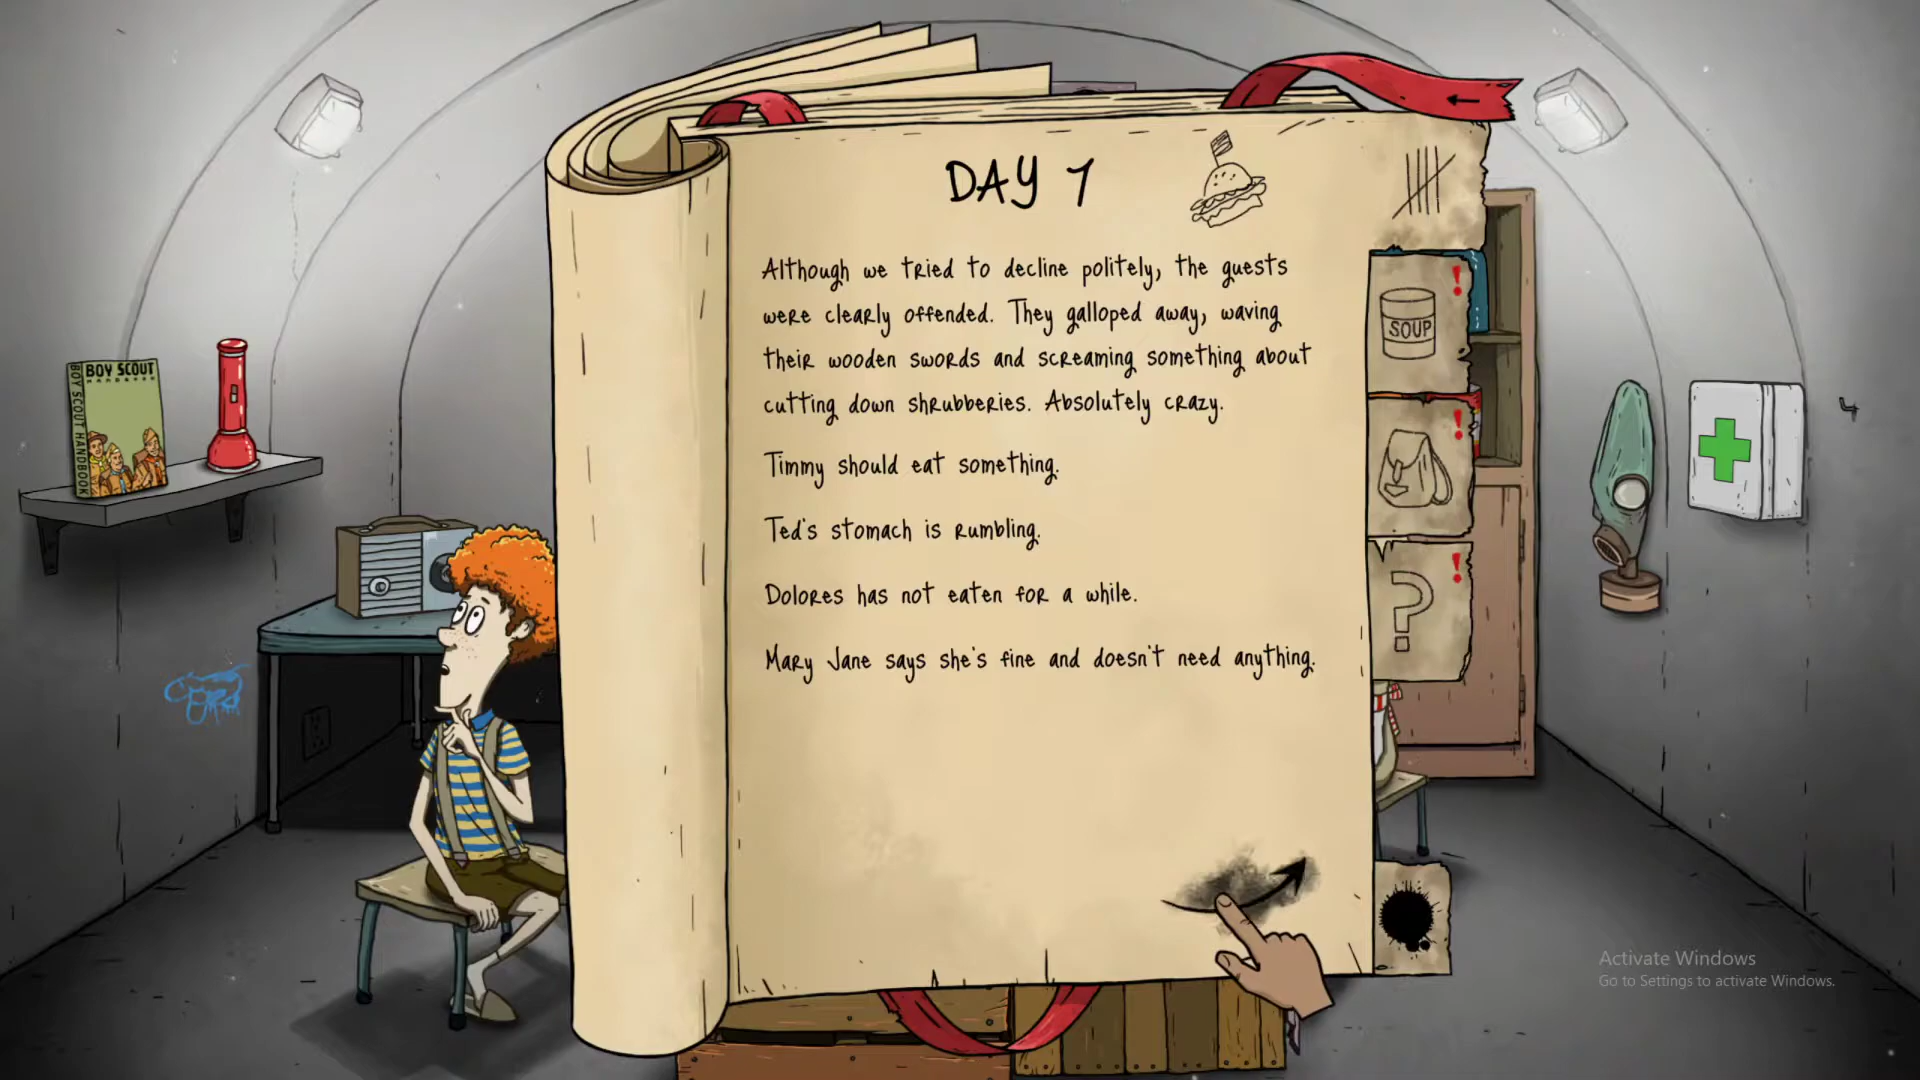 DAY 7
Although we tried to decline politely, the guests
were clearly offended. They galloped away, waving
their wooden swords and screaming something about
cutting down shrubberies. Absolutely crazy.
Timmy should eat something.
Ted's stomach is rumbling.
Dolores has not eaten for a while.
Mary Jane says she's fine and doesn't need anything.
SOUP
!
!
!
?
BOY SCOUT
HANDBOOK
BOY SCOUT HANDBOOK
Activate Windows
Go to Settings to activate Windows.